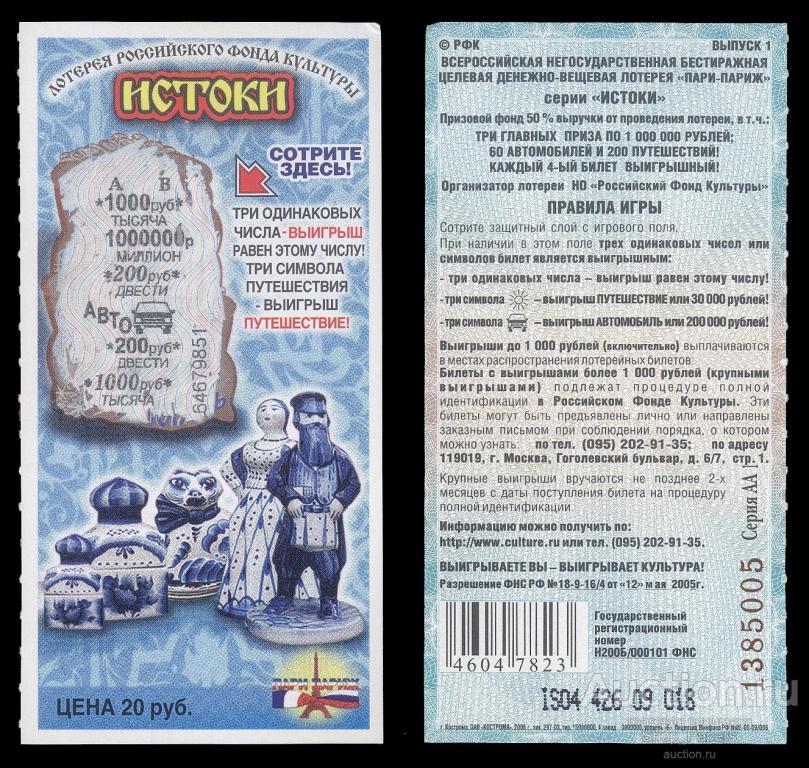 ЛОТЕРЕЯ РОССИЙСКОГО ФОНДА КУЛЬТУРЫ
ИСТОКИ
СОТРИТЕ
ЗДЕСЬ!
А В
*1000руб*
ТЫСЯЧА
1000000р
МИЛЛИОН
*200руб*
ДВЕСТИ
АВТО
*200руб*
ДВЕСТИ
*1000руб*
ТЫСЯЧА
64679851
ТРИ ОДИНАКОВЫХ
ЧИСЛА-ВЫИГРЫШ
РАВЕН ЭТОМУ ЧИСЛУ!
ТРИ СИМВОЛА
ПУТЕШЕСТВИЯ
- ВЫИГРЫШ
ПУТЕШЕСТВИЕ!
ПАРИ ПАРИЖ
ЦЕНА 20 руб.
© РФК ВЫПУСК 1
ВСЕРОССИЙСКАЯ НЕГОСУДАРСТВЕННАЯ БЕСТИРАЖНАЯ
ЦЕЛЕВАЯ ДЕНЕЖНО-ВЕЩЕВАЯ ЛОТЕРЕЯ «ПАРИ-ПАРИЖ»
серии «ИСТОКИ»
Призовой фонд 50 % выручки от проведения лотереи, в т.ч.:
ТРИ ГЛАВНЫХ ПРИЗА ПО 1 000 000 РУБЛЕЙ;
60 АВТОМОБИЛЕЙ И 200 ПУТЕШЕСТВИЙ!
КАЖДЫЙ 4-ЫЙ БИЛЕТ ВЫИГРЫШНЫЙ!
Организатор лотереи НО «Российский Фонд Культуры»
ПРАВИЛА ИГРЫ
Сотрите защитный слой с игрового поля.
При наличии в этом поле трех одинаковых чисел или
символов билет является выигрышным:
- три одинаковых числа – выигрыш равен этому числу!
-три символа – выигрыш ПУТЕШЕСТВИЕ или 30 000 рублей!
-три символа – выигрыш АВТОМОБИЛЬ или 200 000 рублей!
Выигрыши до 1 000 рублей (включительно) выплачиваются
в местах распространения лотерейных билетов
Билеты с выигрышами более 1 000 рублей (крупными
выигрышами) подлежат процедуре полной
идентификации в Российском Фонде Культуры. Эти
билеты могут быть предъявлены лично или направлены
заказным письмом при соблюдении порядка, о котором
можно узнать: по тел. (095) 202-91-35; по адресу
119019, г. Москва, Гоголевский бульвар, д. 6/7, стр. 1.
Крупные выигрыши вручаются не позднее 2-х
месяцев с даты поступления билета на процедуру
полной идентификации.
Информацию можно получить по:
http://www.culture.ru или тел. (095) 202-91-35.
ВЫИГРЫВАЕТЕ ВЫ – ВЫИГРЫВАЕТ КУЛЬТУРА!
Разрешение ФНС РФ №18-9-16/4 от «12» мая 2005г.
Серия АА
1385005
4604 7823
Государственный
регистрационный
номер
Н200Б/000101 ФНС
IS04 426 09 018
auction.ru